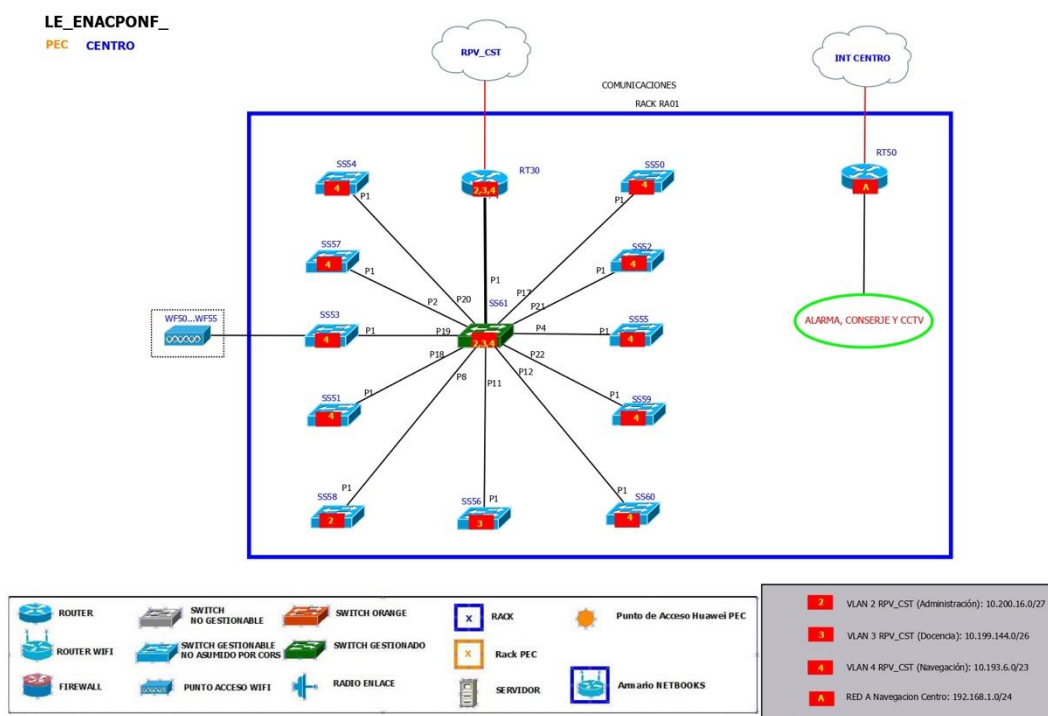 LE_ENACPONF_
PEC CENTRO
RPV_CST
INT CENTRO
COMUNICACIONES
RACK RA01
SS54
4
P1
RT30
2,3,4
SS50
4
P1
RT50
A
SS57
4
P1
SS52
4
P1
P1
P20
P17
P2
SS61
P21
WF50...WF55
SS53
4
P1
P19
2,3,4
P4
SS55
P1
4
ALARMA, CONSERJE Y CCTV
P18
P22
P8
P11
P12
SS51
P1
4
SS59
P1
4
SS58
P1
2
SS56
P1
3
SS60
P1
4
ROUTER
SWITCH
NO GESTIONABLE
SWITCH ORANGE
X
RACK
Punto de Acceso Huawei PEC
ROUTER WIFI
SWITCH GESTIONABLE
NO ASUMIDO POR CORS
SWITCH GESTIONADO
X
Rack PEC
FIREWALL
PUNTO ACCESO WIFI
RADIO ENLACE
SERVIDOR
Armario NETBOOKS
2 VLAN 2 RPV_CST (Administración): 10.200.16.0/27
3 VLAN 3 RPV_CST (Docencia): 10.199.144.0/26
4 VLAN 4 RPV_CST (Navegación): 10.193.6.0/23
A RED A Navegacion Centro: 192.168.1.0/24